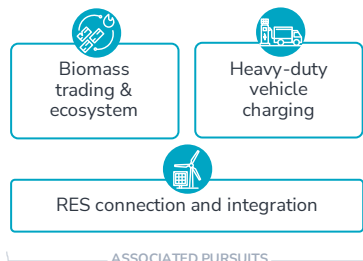 Biomass
trading &
ecosystem
Heavy-duty
vehicle
charging
RES connection and integration
ASSOCIATED PURSUITS